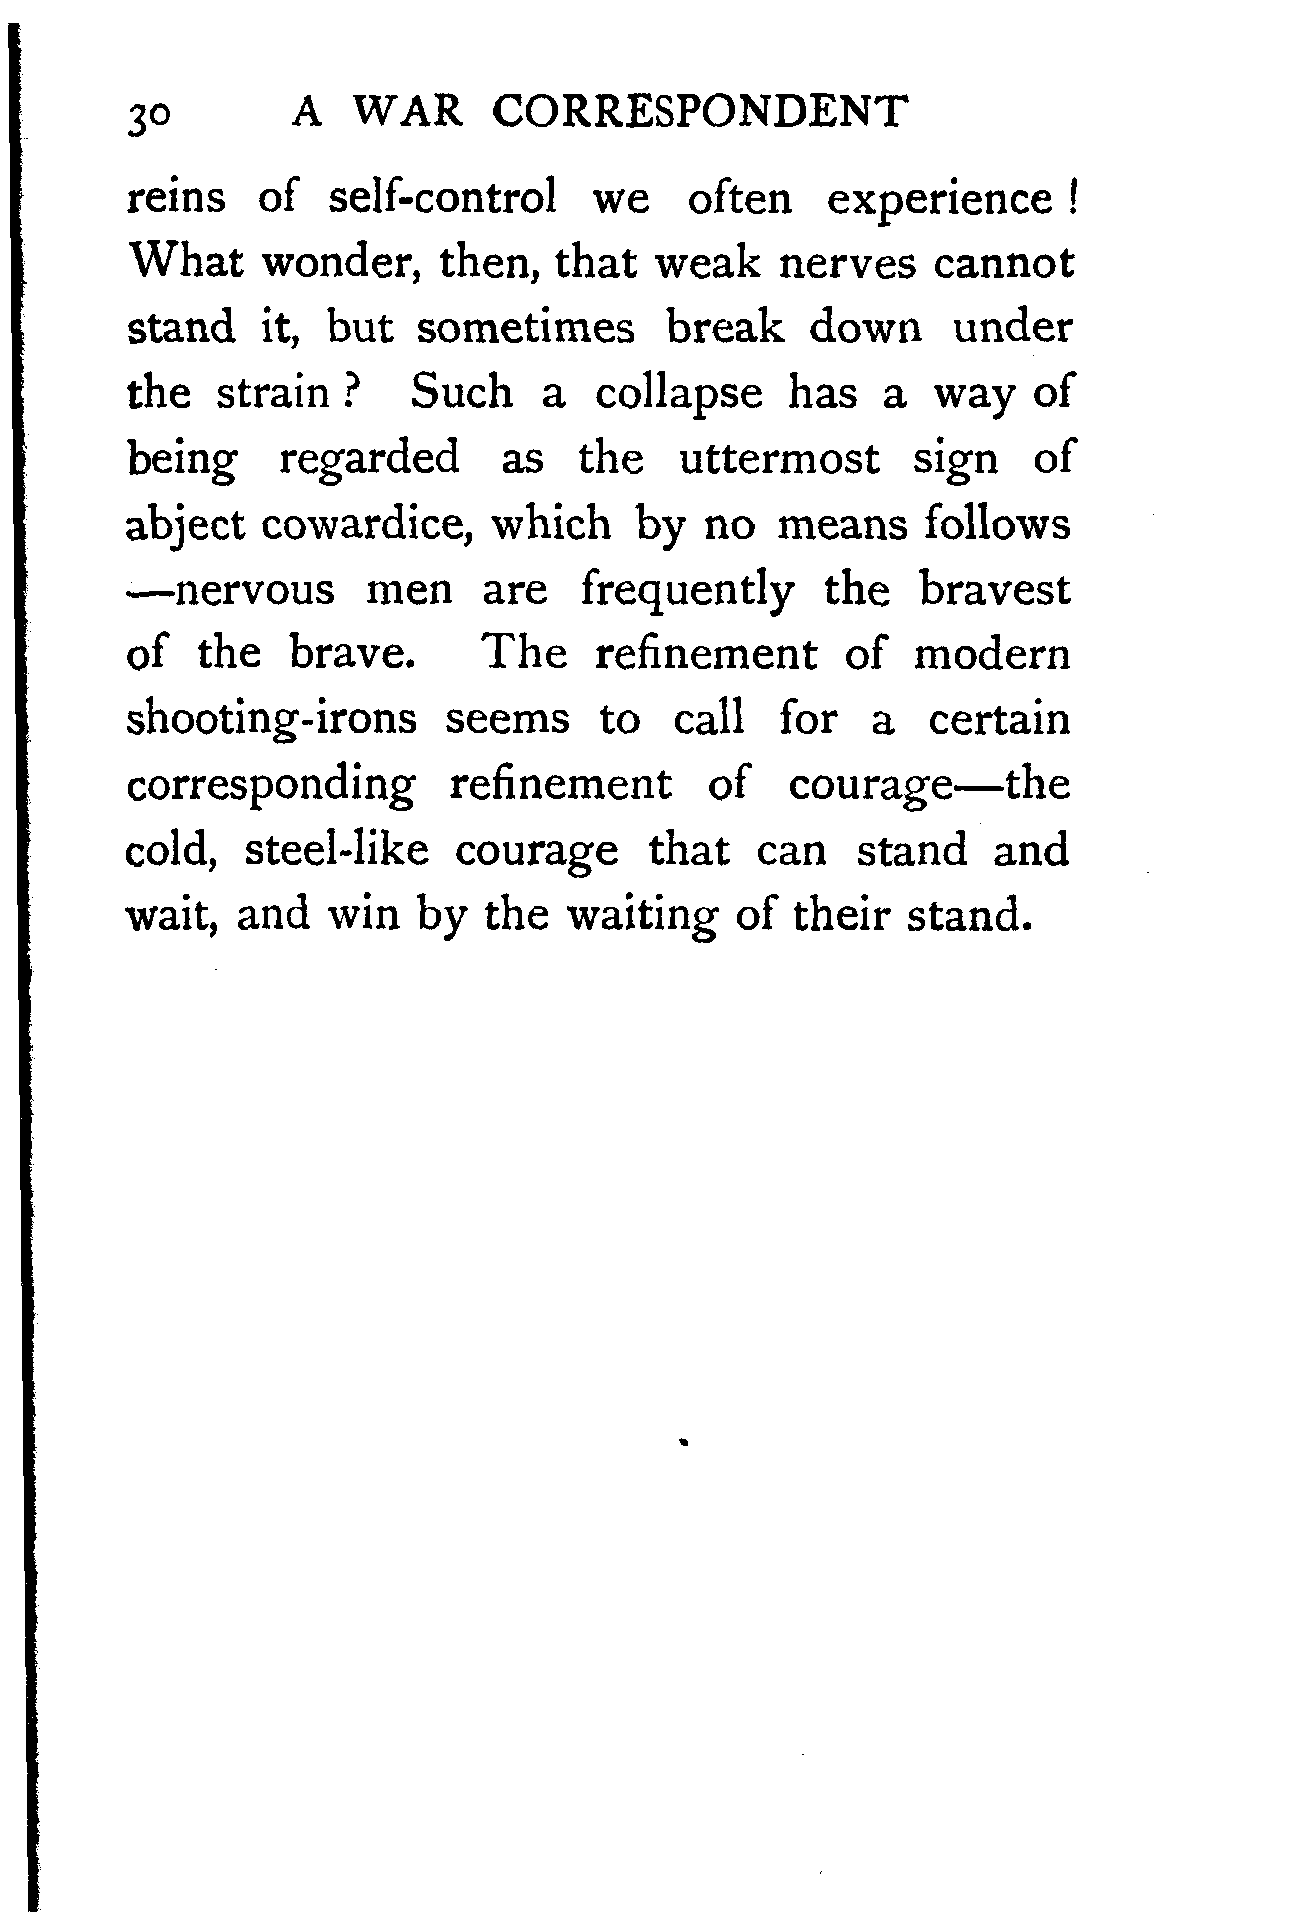 30 A WAR CORRESPONDENT
reins of self-control we often experience !
What wonder, then, that weak nerves cannot
stand it, but sometimes break down under
the strain ? Such a collapse has a way of
being regarded as the uttermost sign of
abject cowardice, which by no means follows
—nervous men are frequently the bravest
of the brave. The refinement of modern
shooting-irons seems to call for a certain
corresponding refinement of courage—the
cold, steel-like courage that can stand and
wait, and win by the waiting of their stand.